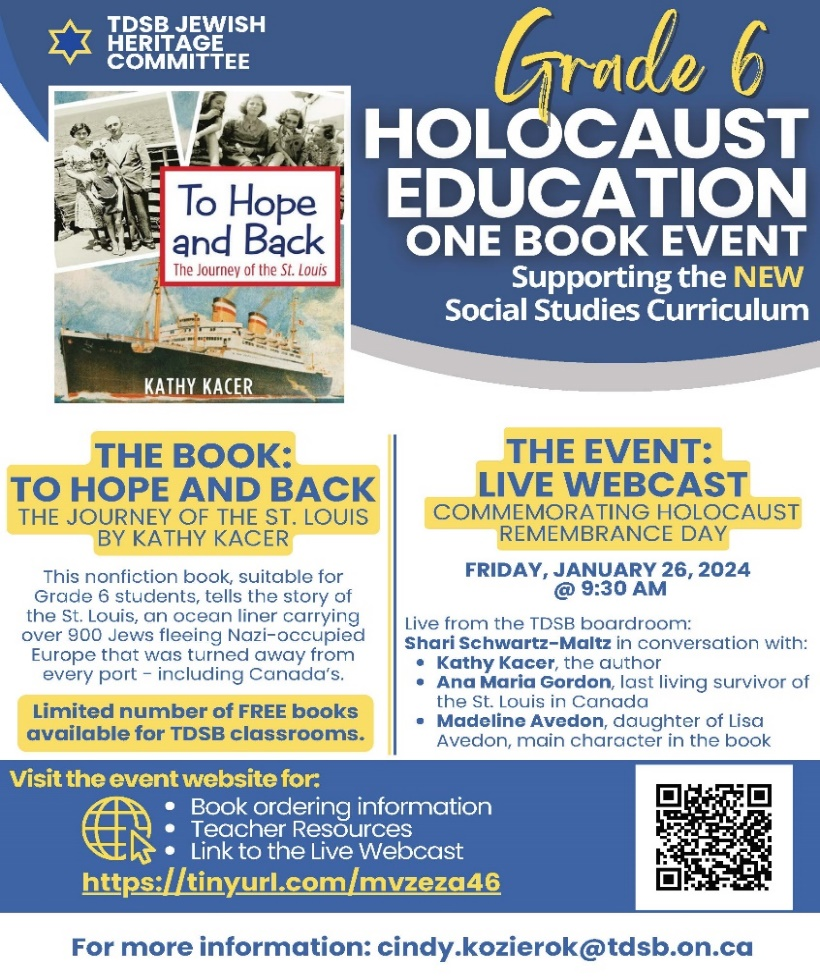 TDSB JEWISH
HERITAGE
COMMITTEE
Grade 6
HOLOCAUST
EDUCATION
ONE BOOK EVENT
Supporting the NEW
Social Studies Curriculum
To Hope
and Back
The Journey of the St. Louis
KATHY KACER
THE BOOK:
TO HOPE AND BACK
THE JOURNEY OF THE ST. LOUIS
BY KATHY KACER
This nonfiction book, suitable for
Grade 6 students, tells the story of
the St. Louis, an ocean liner carrying
over 900 Jews fleeing Nazi-occupied
Europe that was turned away from
every port - including Canada's.
Limited number of FREE books
available for TDSB classrooms.
THE EVENT:
LIVE WEBCAST
COMMEMORATING HOLOCAUST
REMEMBRANCE DAY
FRIDAY, JANUARY 26, 2024
@ 9:30 AM
Live from the TDSB boardroom:
Shari Schwartz-Maltz in conversation with:
• Kathy Kacer, the author
• Ana Maria Gordon, last living survivor of
the St. Louis in Canada
• Madeline Avedon, daughter of Lisa
Avedon, main character in the book
Visit the event website for:
• Book ordering information
• Teacher Resources
• Link to the Live Webcast
https://tinyurl.com/mvzeza46
For more information: cindy.kozierok@tdsb.on.ca